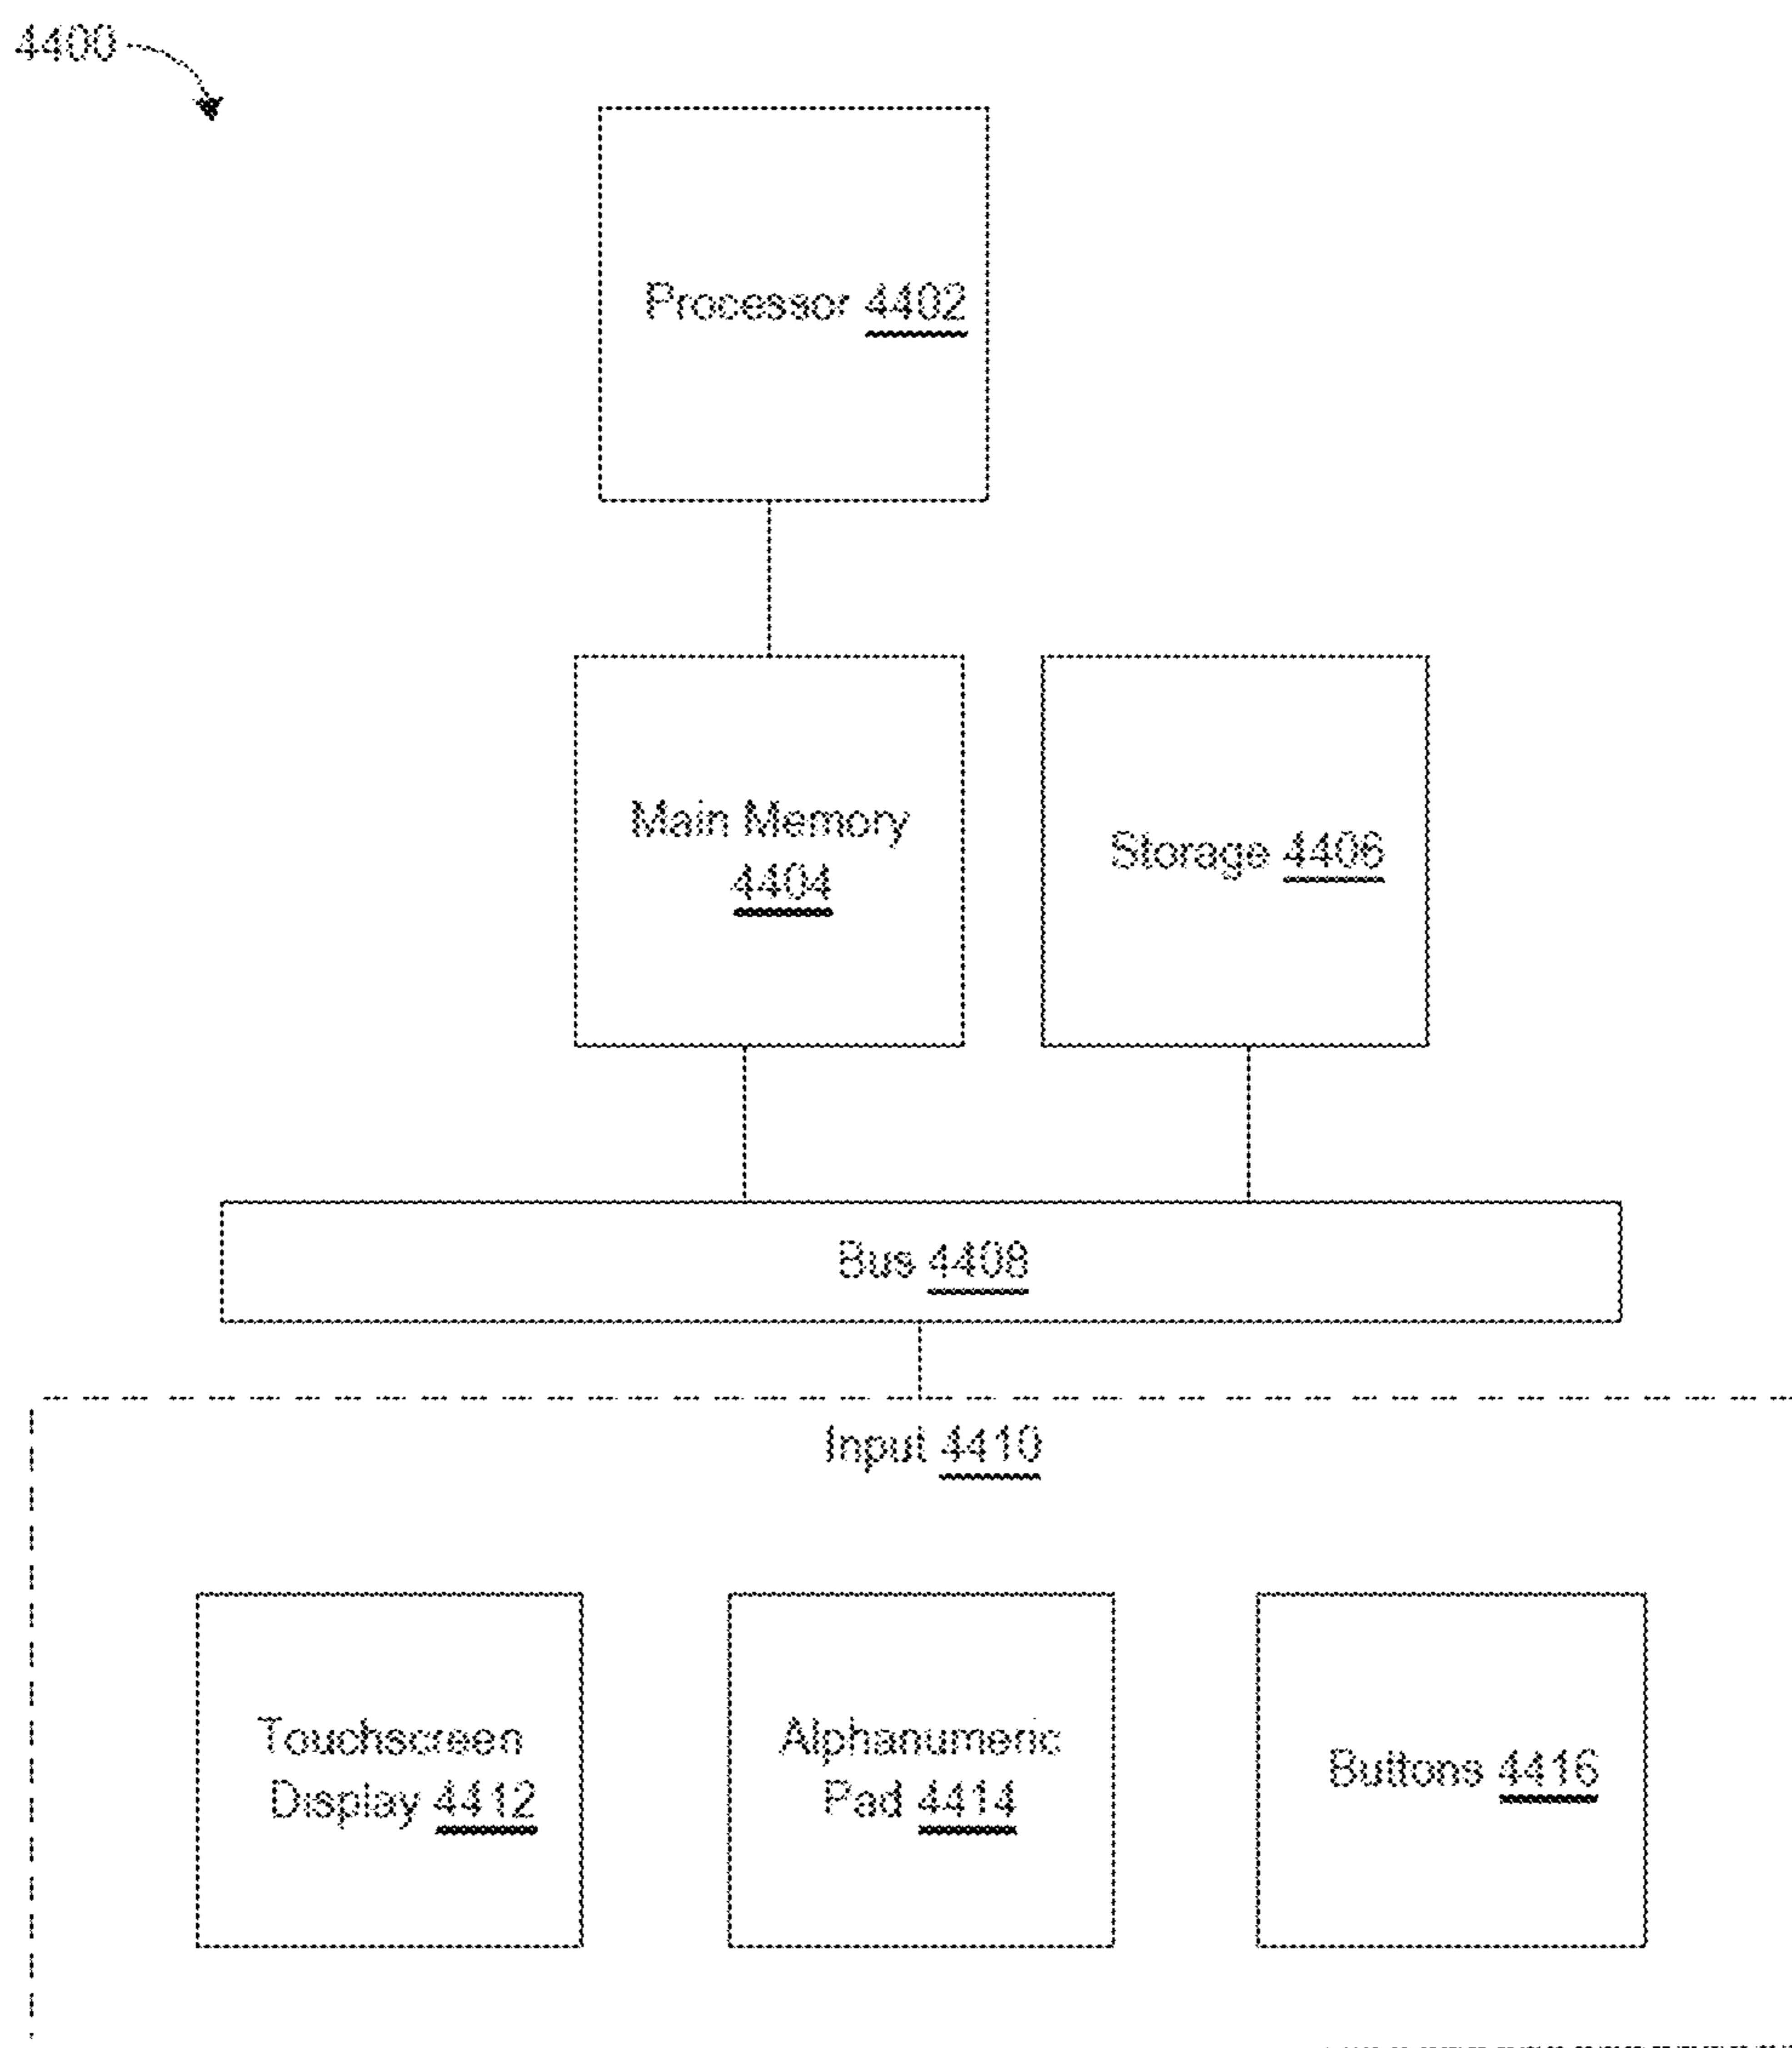 4400
Processor 4402
Main Memory
4404
Storage 4406
Bus 4408
Input 4410
Touchscreen
Display 4412
Alphanumeric
Pad 4414
Buttons 4416